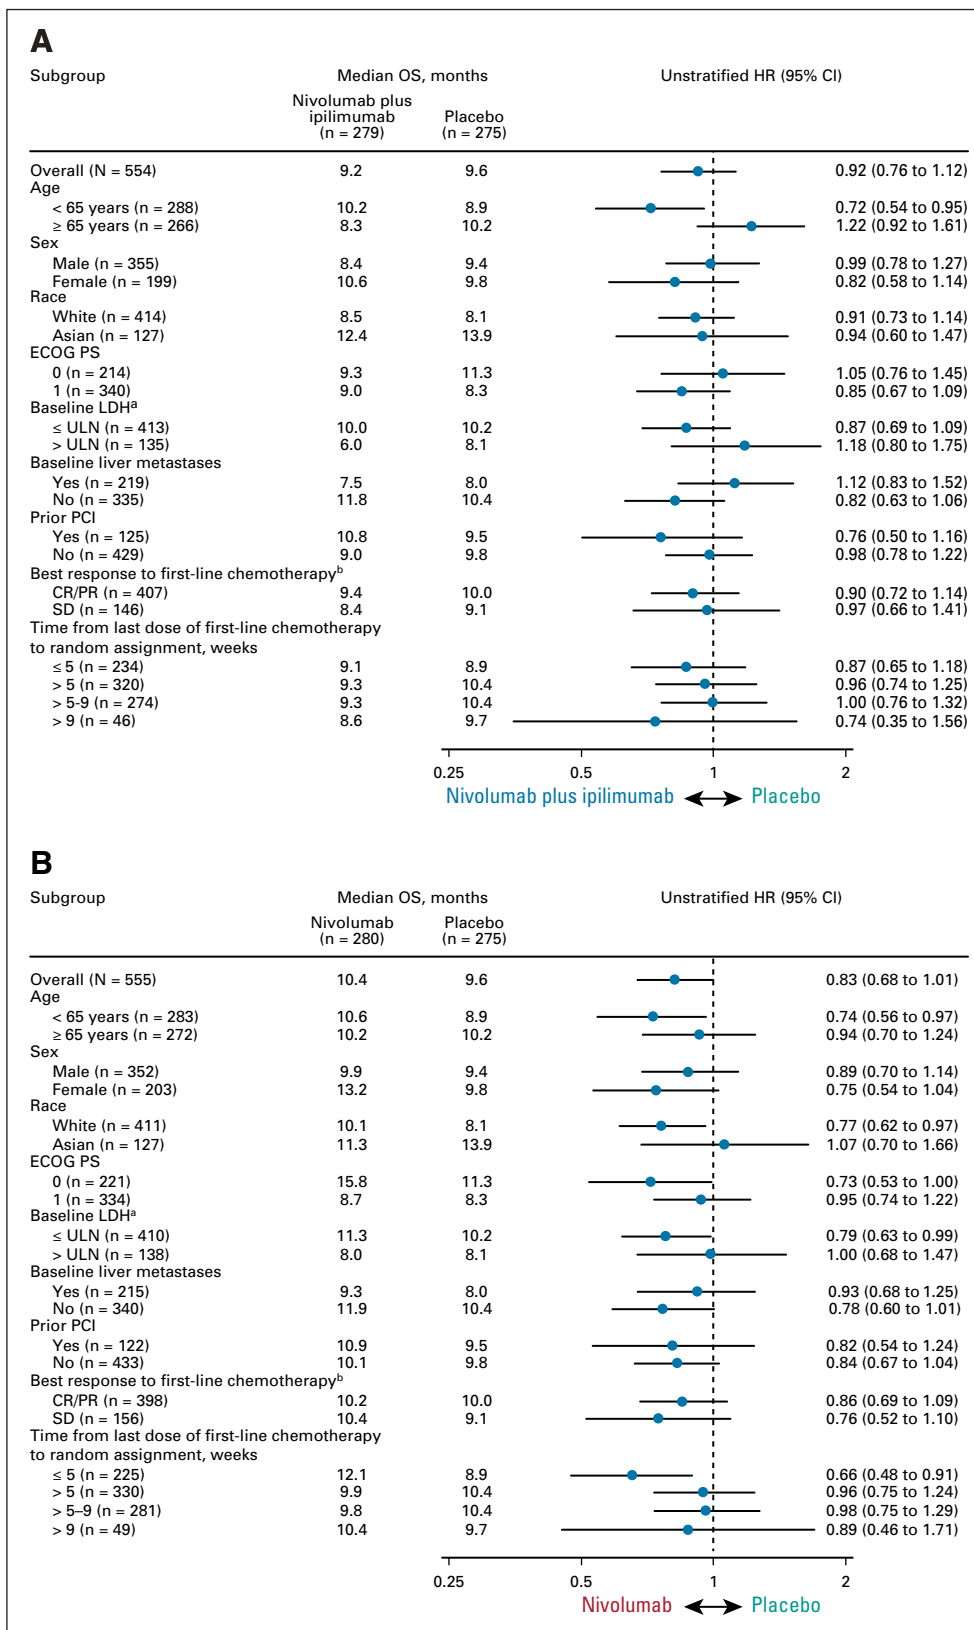 A
Subgroup Median OS, months Unstratified HR (95% CI)
Nivolumab plus ipilimumab (n = 279) Placebo (n = 275)
Overall (N = 554) 9.2 9.6 0.92 (0.76 to 1.12)
Age
< 65 years (n = 288) 10.2 8.9 0.72 (0.54 to 0.95)
≥ 65 years (n = 266) 8.3 10.2 1.22 (0.92 to 1.61)
Sex
Male (n = 355) 8.4 9.4 0.99 (0.78 to 1.27)
Female (n = 199) 10.6 9.8 0.82 (0.58 to 1.14)
Race
White (n = 414) 8.5 8.1 0.91 (0.73 to 1.14)
Asian (n = 127) 12.4 13.9 0.94 (0.60 to 1.47)
ECOG PS
0 (n = 214) 9.3 11.3 1.05 (0.76 to 1.45)
1 (n = 340) 9.0 8.3 0.85 (0.67 to 1.09)
Baseline LDHᵃ
≤ ULN (n = 413) 10.0 10.2 0.87 (0.69 to 1.09)
> ULN (n = 135) 6.0 8.1 1.18 (0.80 to 1.75)
Baseline liver metastases
Yes (n = 219) 7.5 8.0 1.12 (0.83 to 1.52)
No (n = 335) 11.8 10.4 0.82 (0.63 to 1.06)
Prior PCI
Yes (n = 125) 10.8 9.5 0.76 (0.50 to 1.16)
No (n = 429) 9.0 9.8 0.98 (0.78 to 1.22)
Best response to first-line chemotherapyᵇ
CR/PR (n = 407) 9.4 10.0 0.90 (0.72 to 1.14)
SD (n = 146) 8.4 9.1 0.97 (0.66 to 1.41)
Time from last dose of first-line chemotherapy
to random assignment, weeks
≤ 5 (n = 234) 9.1 8.9 0.87 (0.65 to 1.18)
> 5 (n = 320) 9.3 10.4 0.96 (0.74 to 1.25)
> 5-9 (n = 274) 9.3 10.4 1.00 (0.76 to 1.32)
> 9 (n = 46) 8.6 9.7 0.74 (0.35 to 1.56)
0.25 0.5 1 2
Nivolumab plus ipilimumab Placebo
B
Subgroup Median OS, months Unstratified HR (95% CI)
Nivolumab (n = 280) Placebo (n = 275)
Overall (N = 555) 10.4 9.6 0.83 (0.68 to 1.01)
Age
< 65 years (n = 283) 10.6 8.9 0.74 (0.56 to 0.97)
≥ 65 years (n = 272) 10.2 10.2 0.94 (0.70 to 1.24)
Sex
Male (n = 352) 9.9 9.4 0.89 (0.70 to 1.14)
Female (n = 203) 13.2 9.8 0.75 (0.54 to 1.04)
Race
White (n = 411) 10.1 8.1 0.77 (0.62 to 0.97)
Asian (n = 127) 11.3 13.9 1.07 (0.70 to 1.66)
ECOG PS
0 (n = 221) 15.8 11.3 0.73 (0.53 to 1.00)
1 (n = 334) 8.7 8.3 0.95 (0.74 to 1.22)
Baseline LDHᵃ
≤ ULN (n = 410) 11.3 10.2 0.79 (0.63 to 0.99)
> ULN (n = 138) 8.0 8.1 1.00 (0.68 to 1.47)
Baseline liver metastases
Yes (n = 215) 9.3 8.0 0.93 (0.68 to 1.25)
No (n = 340) 11.9 10.4 0.78 (0.60 to 1.01)
Prior PCI
Yes (n = 122) 10.9 9.5 0.82 (0.54 to 1.24)
No (n = 433) 10.1 9.8 0.84 (0.67 to 1.04)
Best response to first-line chemotherapyᵇ
CR/PR (n = 398) 10.2 10.0 0.86 (0.69 to 1.09)
SD (n = 156) 10.4 9.1 0.76 (0.52 to 1.10)
Time from last dose of first-line chemotherapy
to random assignment, weeks
≤ 5 (n = 225) 12.1 8.9 0.66 (0.48 to 0.91)
> 5 (n = 330) 9.9 10.4 0.96 (0.75 to 1.24)
> 5–9 (n = 281) 9.8 10.4 0.98 (0.75 to 1.29)
> 9 (n = 49) 10.4 9.7 0.89 (0.46 to 1.71)
0.25 0.5 1 2
Nivolumab Placebo